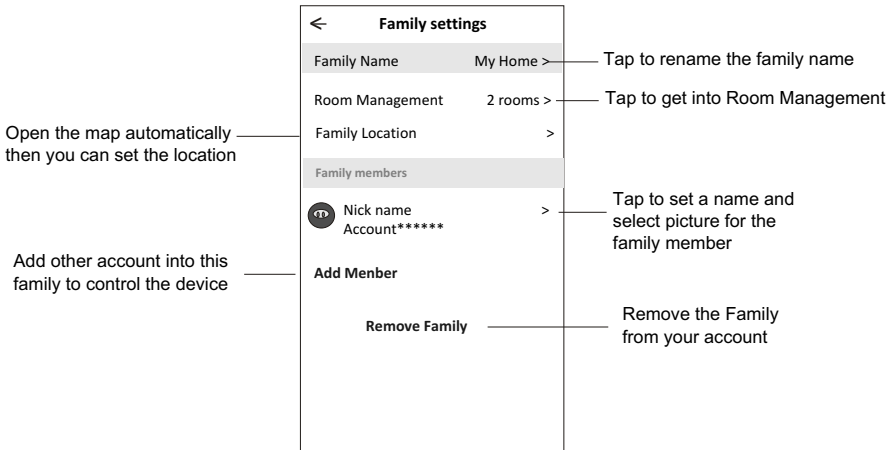 ← Family settings
Family Name My Home >
Tap to rename the family name
Room Management 2 rooms >
Tap to get into Room Management
Open the map automatically
then you can set the location
Family Location >
Family members
Nick name >
Account******
Tap to set a name and
select picture for the
family member
Add other account into this
family to control the device
Add Menber
Remove Family
Remove the Family
from your account